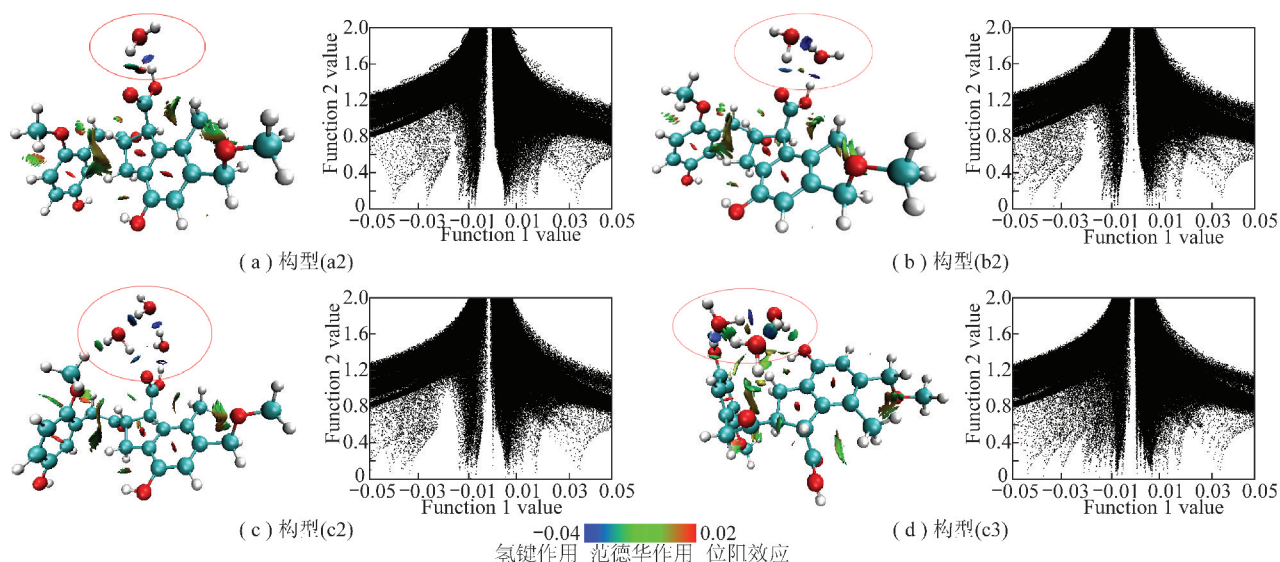 2.0
1.6
1.2
0.8
0.4
0
Function 2 value
−0.05 −0.03 −0.01 0.01 0.03 0.05
Function 1 value
( a ) 构型(a2)
2.0
1.6
1.2
0.8
0.4
0
Function 2 value
−0.05 −0.03 −0.01 0.01 0.03 0.05
Function 1 value
( b ) 构型(b2)
2.0
1.6
1.2
0.8
0.4
0
Function 2 value
−0.05 −0.03 −0.01 0.01 0.03 0.05
Function 1 value
( c ) 构型(c2)
2.0
1.6
1.2
0.8
0.4
0
Function 2 value
−0.05 −0.03 −0.01 0.01 0.03 0.05
Function 1 value
( d ) 构型(c3)
−0.04 0.02
氢键作用 范德华作用 位阻效应